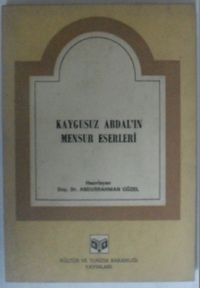 KAYGUSUZ ABDAL'IN
MENSUR ESERLERİ
Hazırlayan
Doç. Dr. ABDURRAHMAN GÜZEL
KÜLTÜR VE TURİZM BAKANLIĞI
YAYINLARI